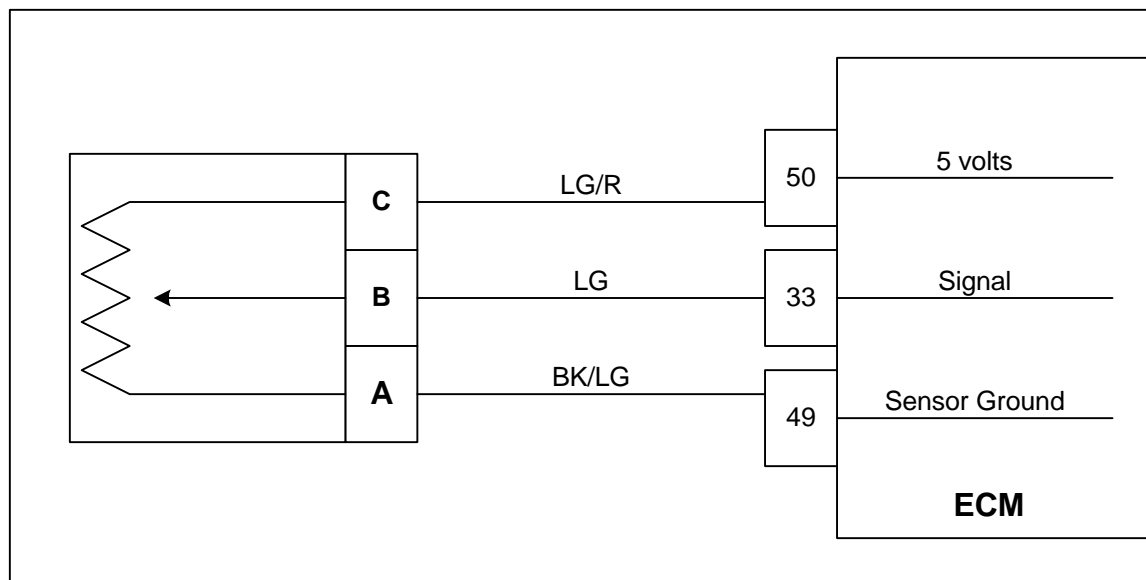 C
LG/R
50
5 volts
B
LG
33
Signal
A
BK/LG
49
Sensor Ground
ECM